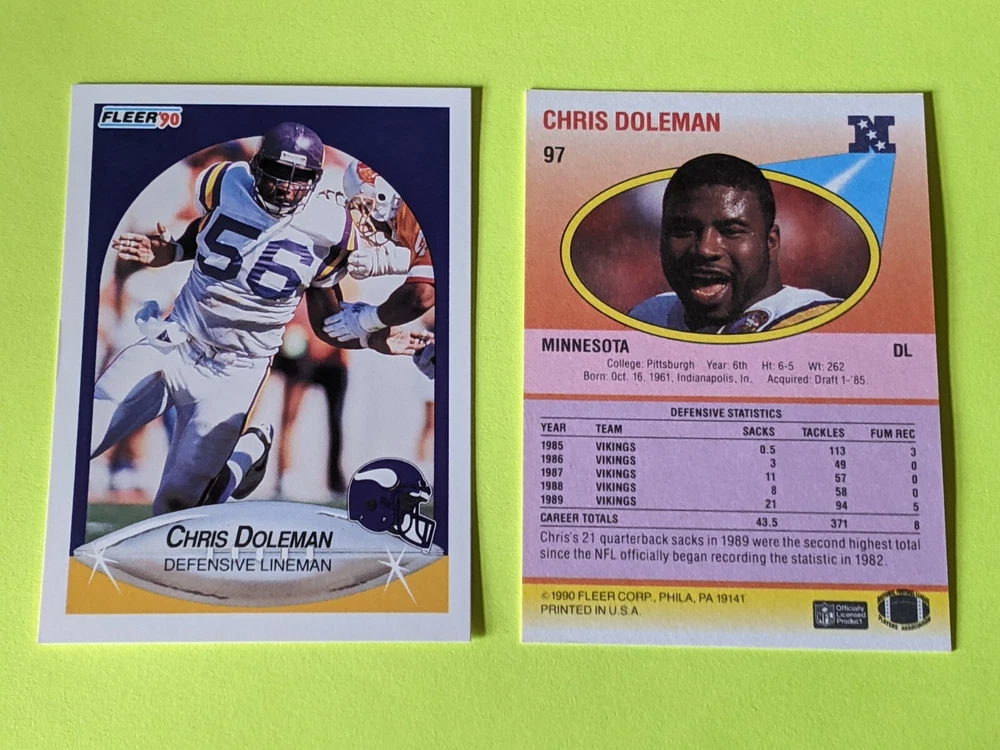 FLEER '90
56
CHRIS DOLEMAN
DEFENSIVE LINEMAN
CHRIS DOLEMAN
97
N
MINNESOTA DL
College: Pittsburgh Year: 6th Ht: 6-5 Wt: 262
Born: Oct. 16, 1961, Indianapolis, In. Acquired: Draft 1-'85.
DEFENSIVE STATISTICS
YEAR TEAM SACKS TACKLES FUM REC
1985 VIKINGS 0.5 113 3
1986 VIKINGS 3 49 0
1987 VIKINGS 11 57 0
1988 VIKINGS 8 58 0
1989 VIKINGS 21 94 5
CAREER TOTALS 43.5 371 8
Chris's 21 quarterback sacks in 1989 were the second highest total
since the NFL officially began recording the statistic in 1982.
©1990 FLEER CORP., PHILA, PA 19141
PRINTED IN U.S.A.
NFL
Officially
Licensed
Product
PLAYERS ASSOCIATION